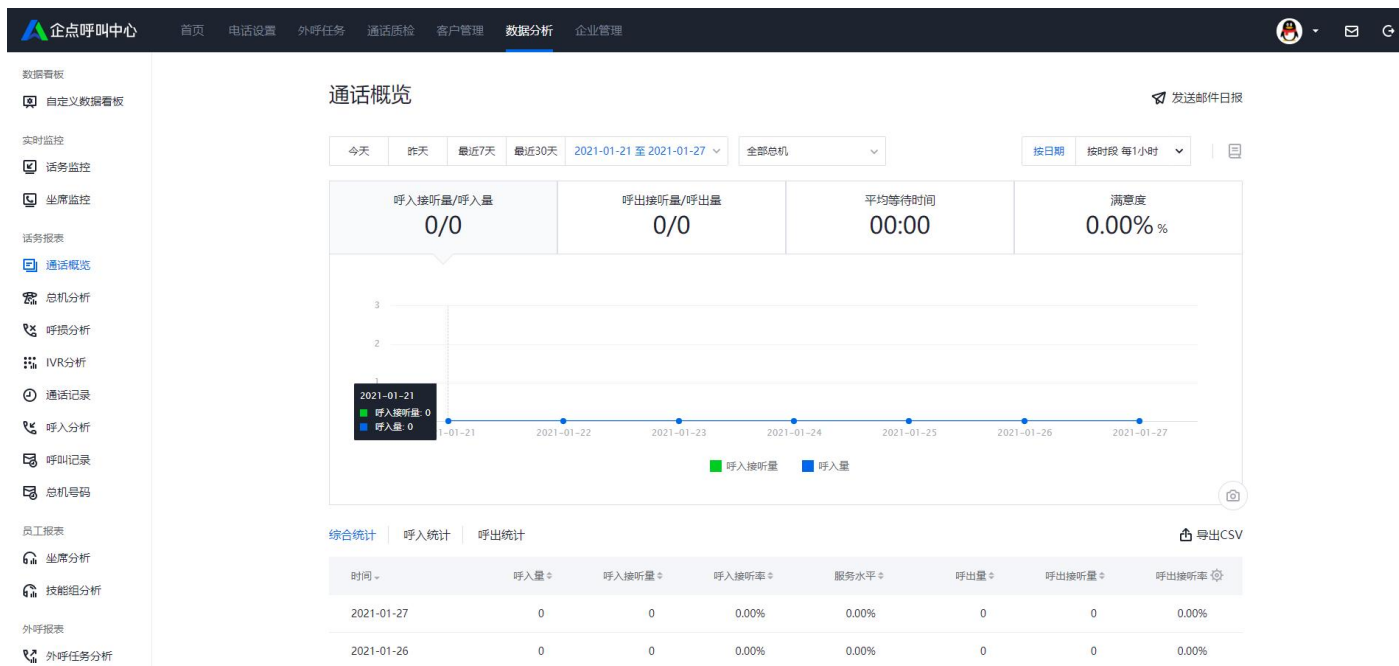 企点呼叫中心 首页 电话设置 外呼任务 通话质检 客户管理 数据分析 企业管理
数据看板
自定义数据看板
实时监控
话务监控
坐席监控
话务报表
通话概览
总机分析
呼损分析
IVR分析
通话记录
呼入分析
呼叫记录
总机号码
员工报表
坐席分析
技能组分析
外呼报表
外呼任务分析
通话概览 发送邮件日报
今天 昨天 最近7天 最近30天 2021-01-21 至 2021-01-27 全部总机 按日期 按时段 每1小时
呼入接听量/呼入量 呼出接听量/呼出量 平均等待时间 满意度
0/0 0/0 00:00 0.00% %
3
2
1
2021-01-21
呼入接听量: 0
呼入量: 0
1-01-21 2021-01-22 2021-01-23 2021-01-24 2021-01-25 2021-01-26 2021-01-27
呼入接听量 呼入量
综合统计 呼入统计 呼出统计 导出CSV
时间 呼入量 呼入接听量 呼入接听率 服务水平 呼出量 呼出接听量 呼出接听率
2021-01-27 0 0 0.00% 0.00% 0 0 0.00%
2021-01-26 0 0 0.00% 0.00% 0 0 0.00%